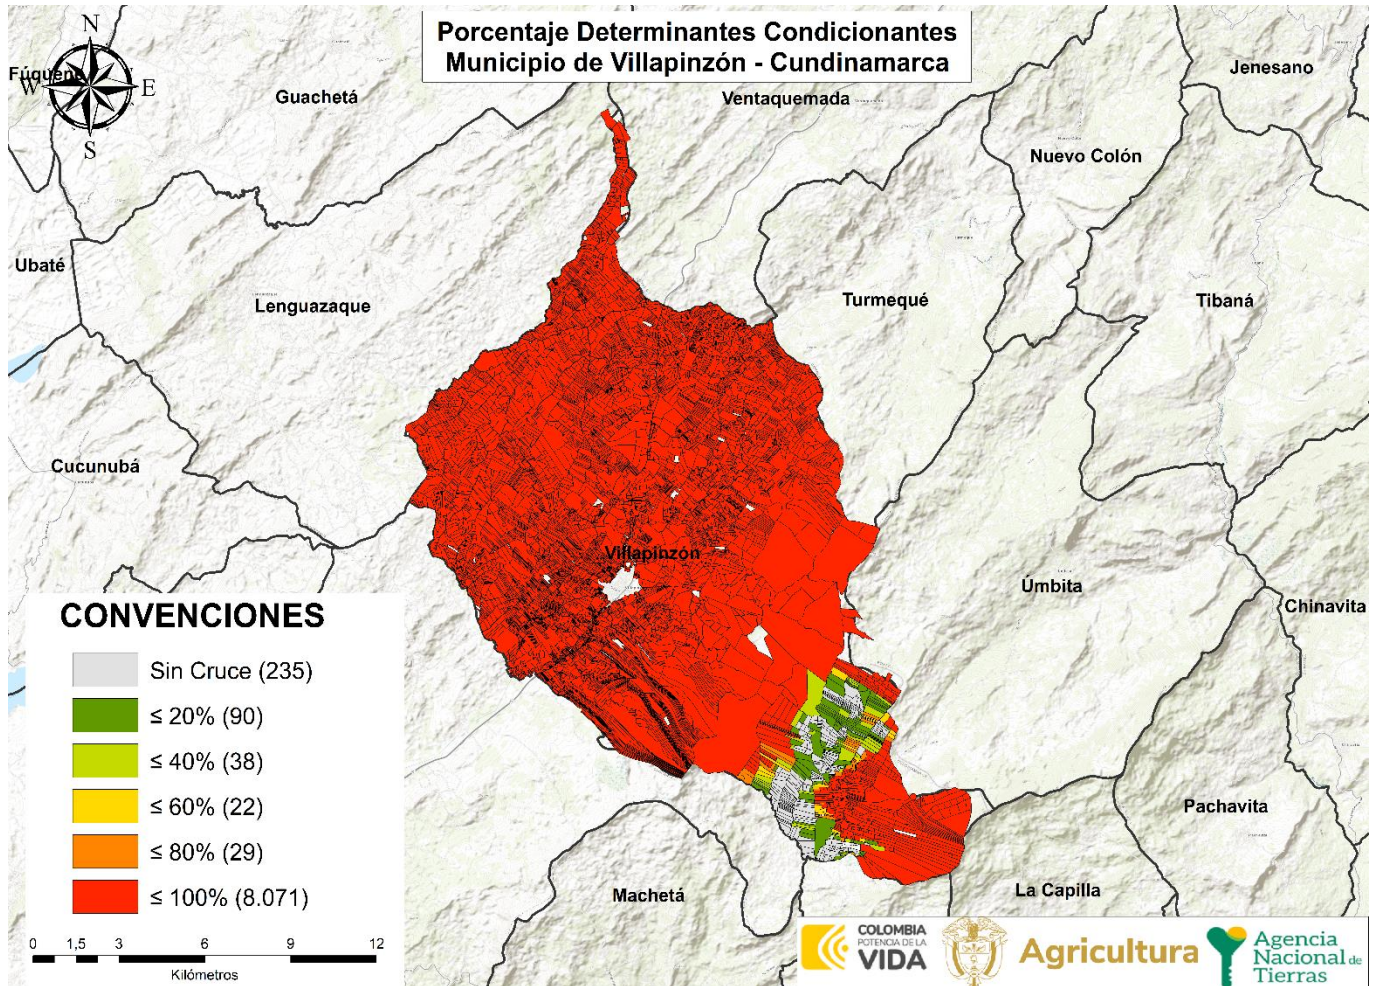 Porcentaje Determinantes Condicionantes
Municipio de Villapinzón - Cundinamarca
N
W
E
S
Fúquene
Guachetá
Ventaquemada
Jenesano
Nuevo Colón
Ubaté
Lenguazaque
Turmequé
Tibaná
Cucunubá
Villapinzón
Úmbita
Chinavita
Pachavita
Machetá
La Capilla
CONVENCIONES
Sin Cruce (235)
≤ 20% (90)
≤ 40% (38)
≤ 60% (22)
≤ 80% (29)
≤ 100% (8.071)
0 1,5 3 6 9 12
Kilómetros
COLOMBIA
POTENCIA DE LA
VIDA
Agricultura
Agencia
Nacional de
Tierras